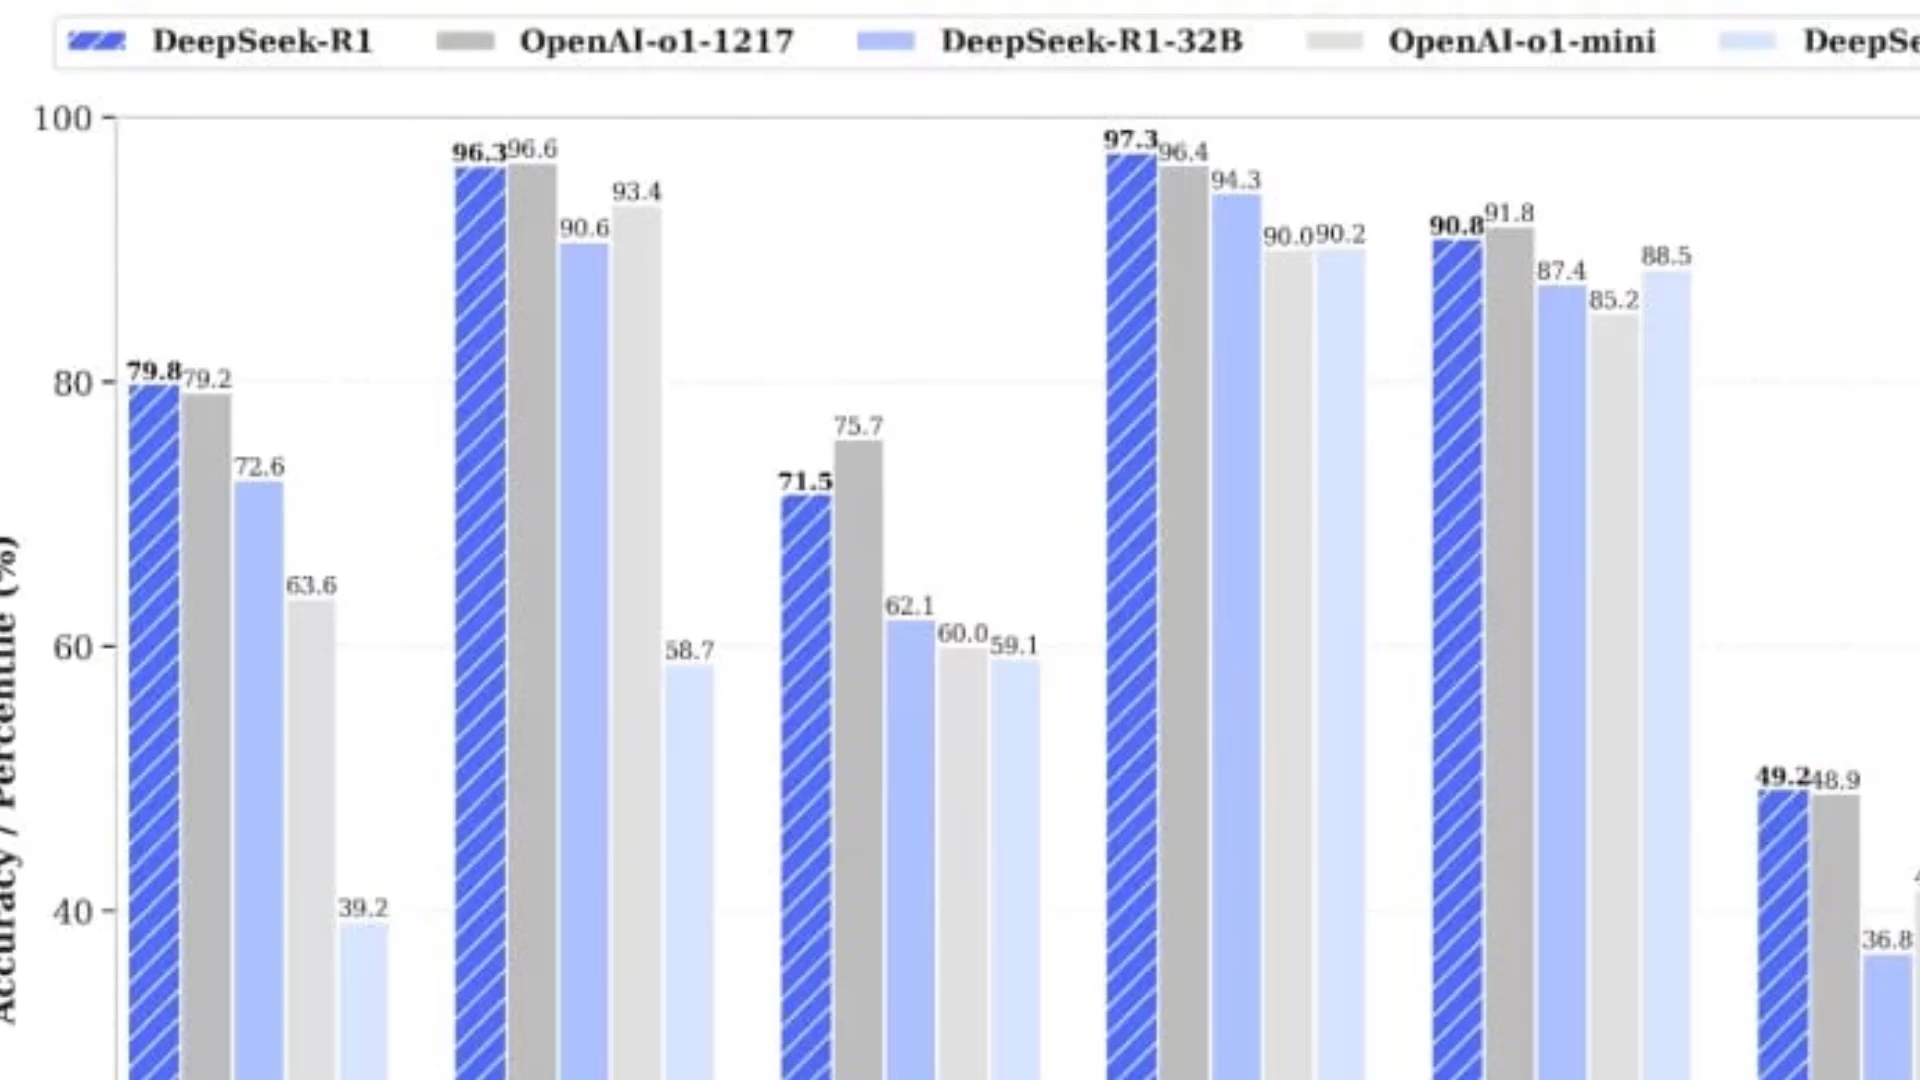 DeepSeek-R1 OpenAI-o1-1217 DeepSeek-R1-32B OpenAI-o1-mini DeepSe
100
80
60
40
Accuracy / Percentile (%)
79.8 79.2 72.6 63.6 39.2
96.3 96.6 90.6 93.4 58.7
71.5 75.7 62.1 60.0 59.1
97.3 96.4 94.3 90.0 90.2
90.8 91.8 87.4 85.2 88.5
49.2 48.9 36.8